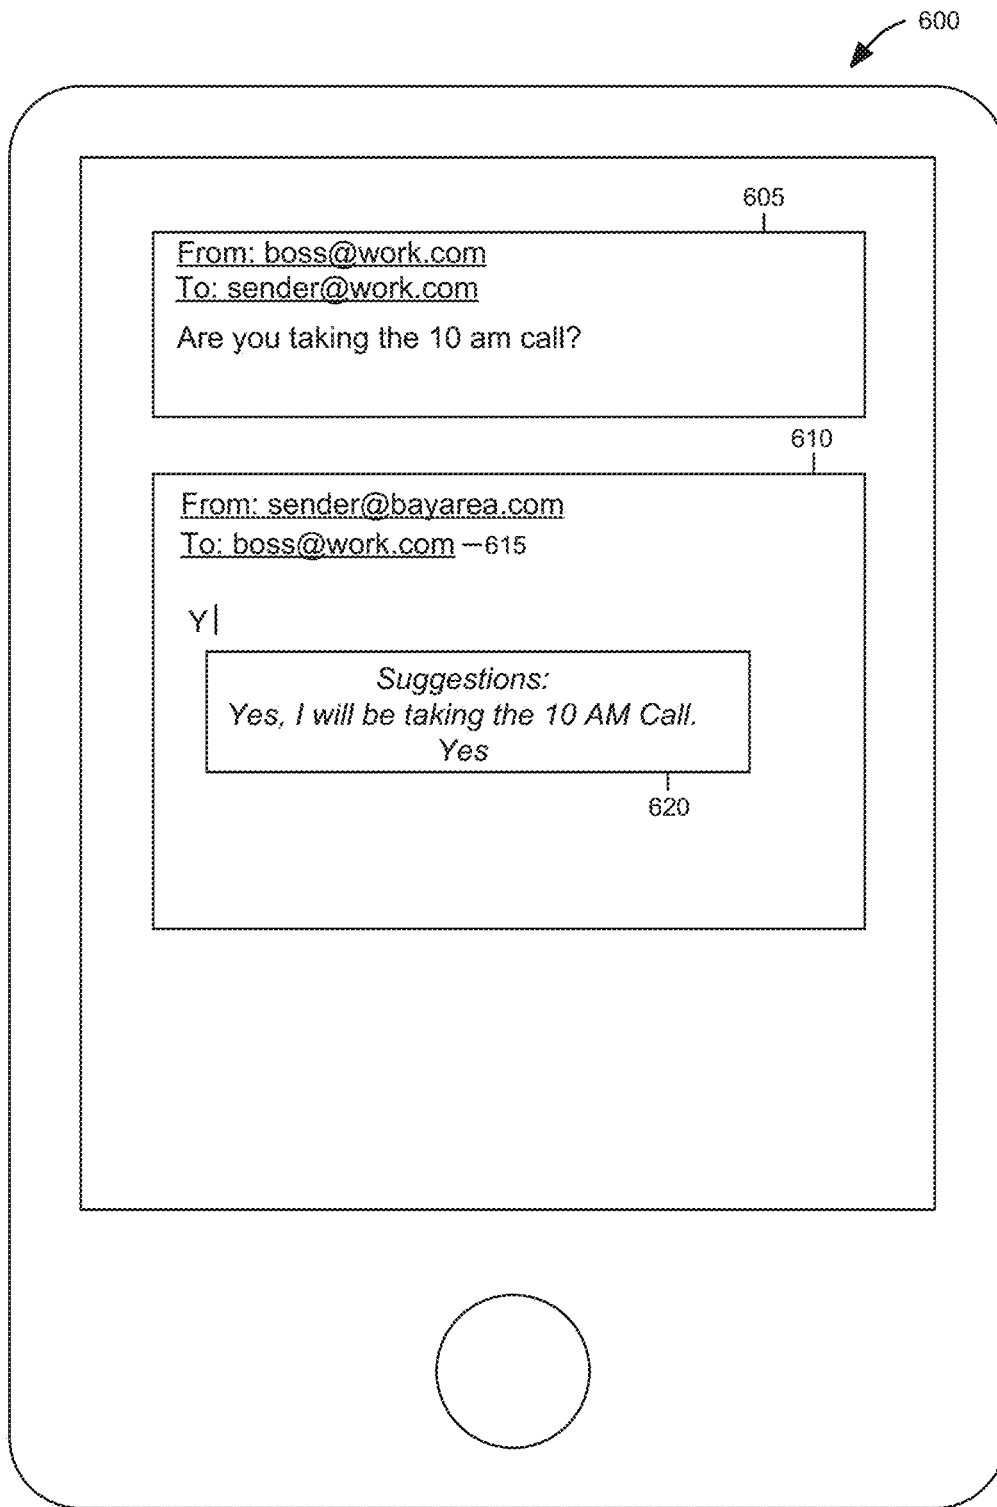 600
605
From: boss@work.com
To: sender@work.com
Are you taking the 10 am call?
610
From: sender@bayarea.com
To: boss@work.com 615
Y
Suggestions:
Yes, I will be taking the 10 AM Call.
Yes
620